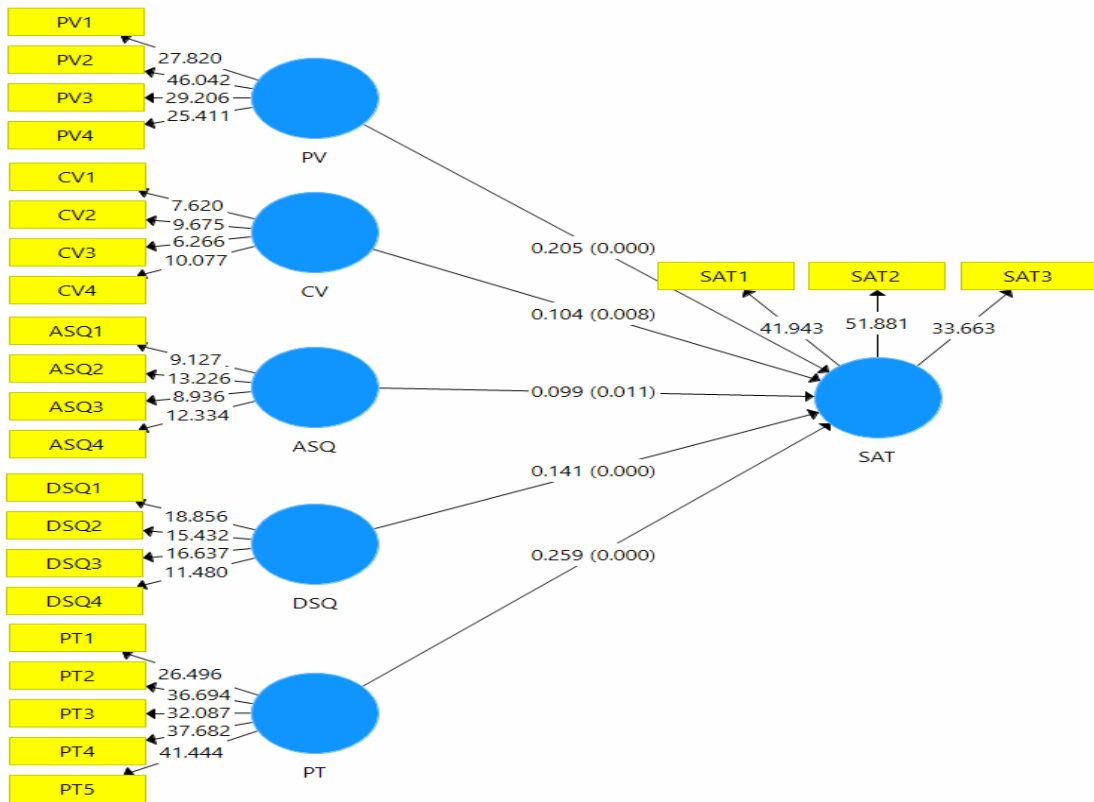 PV1
PV2
PV3
PV4
27.820
46.042
29.206
25.411
PV
CV1
CV2
CV3
CV4
7.620
9.675
6.266
10.077
CV
ASQ1
ASQ2
ASQ3
ASQ4
9.127
13.226
8.936
12.334
ASQ
DSQ1
DSQ2
DSQ3
DSQ4
18.856
15.432
16.637
11.480
DSQ
PT1
PT2
PT3
PT4
PT5
26.496
36.694
32.087
37.682
41.444
PT
0.205 (0.000)
0.104 (0.008)
0.099 (0.011)
0.141 (0.000)
0.259 (0.000)
SAT1
SAT2
SAT3
41.943
51.881
33.663
SAT